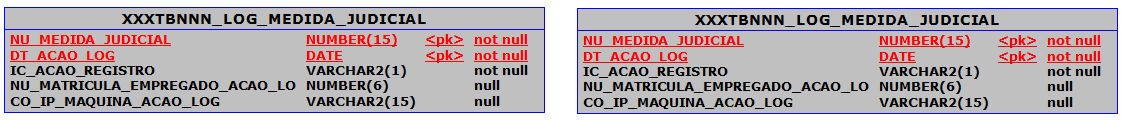 XXXTBNNN_LOG_MEDIDA_JUDICIAL
NU_MEDIDA_JUDICIAL NUMBER(15) <pk> not null
DT_ACAO_LOG DATE <pk> not null
IC_ACAO_REGISTRO VARCHAR2(1) not null
NU_MATRICULA_EMPREGADO_ACAO_LO NUMBER(6) null
CO_IP_MAQUINA_ACAO_LOG VARCHAR2(15) null
XXXTBNNN_LOG_MEDIDA_JUDICIAL
NU_MEDIDA_JUDICIAL NUMBER(15) <pk> not null
DT_ACAO_LOG DATE <pk> not null
IC_ACAO_REGISTRO VARCHAR2(1) not null
NU_MATRICULA_EMPREGADO_ACAO_LO NUMBER(6) null
CO_IP_MAQUINA_ACAO_LOG VARCHAR2(15) null